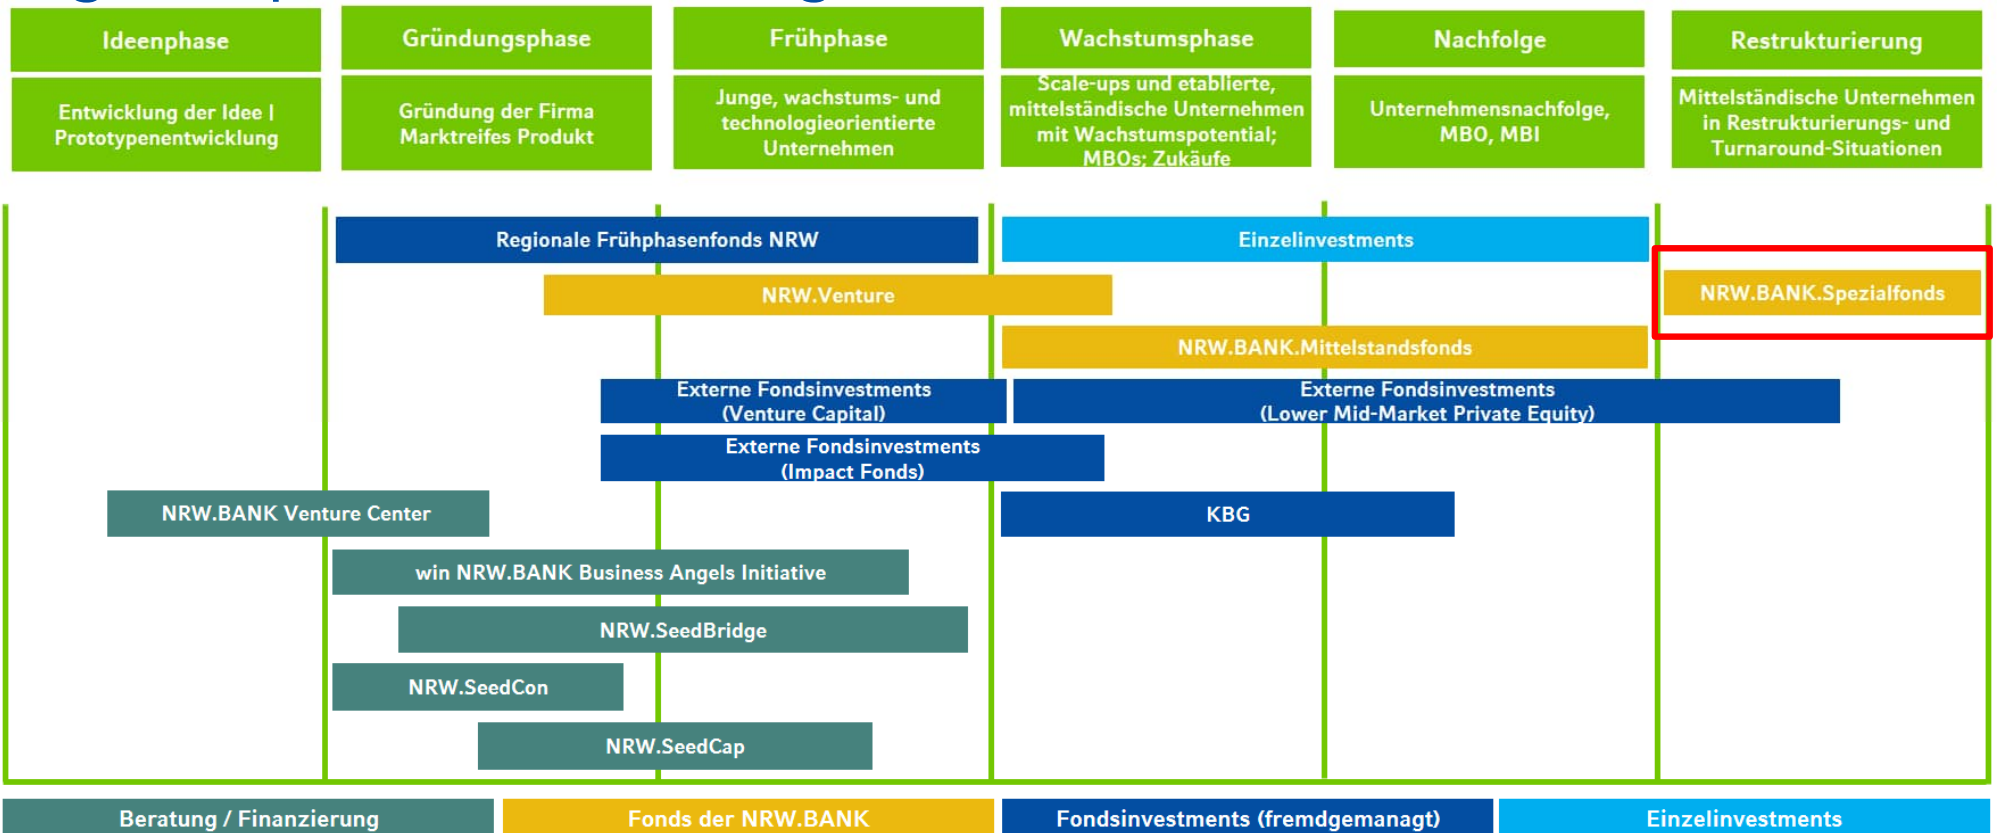 Ideenphase
Gründungsphase
Frühphase
Wachstumsphase
Nachfolge
Restrukturierung
Entwicklung der Idee |
Prototypenentwicklung
Gründung der Firma
Marktreifes Produkt
Junge, wachstums- und
technologieorientierte
Unternehmen
Scale-ups und etablierte,
mittelständische Unternehmen
mit Wachstumspotential;
MBOs; Zukäufe
Unternehmensnachfolge,
MBO, MBI
Mittelständische Unternehmen
in Restrukturierungs- und
Turnaround-Situationen
Regionale Frühphasenfonds NRW
Einzelinvestments
NRW.Venture
NRW.BANK.Spezialfonds
NRW.BANK.Mittelstandsfonds
Externe Fondsinvestments
(Venture Capital)
Externe Fondsinvestments
(Lower Mid-Market Private Equity)
Externe Fondsinvestments
(Impact Fonds)
NRW.BANK Venture Center
KBG
win NRW.BANK Business Angels Initiative
NRW.SeedBridge
NRW.SeedCon
NRW.SeedCap
Beratung / Finanzierung
Fonds der NRW.BANK
Fondsinvestments (fremdgemanagt)
Einzelinvestments